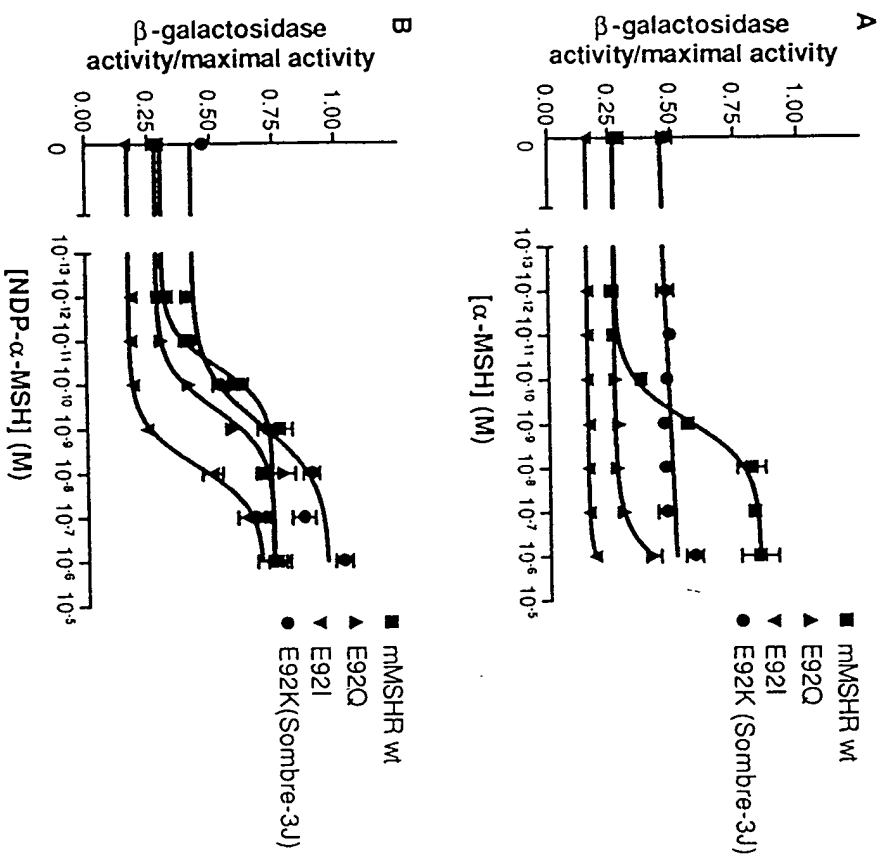 A
β-galactosidase
activity/maximal activity
1.00
0.75
0.50
0.25
0.00
0
10-13 10-12 10-11 10-10 10-9 10-8 10-7 10-6 10-5
[α-MSH] (M)
mMSHR wt
E92Q
E92I
E92K (Sombre-3J)
B
β-galactosidase
activity/maximal activity
1.00
0.75
0.50
0.25
0.00
0
10-13 10-12 10-11 10-10 10-9 10-8 10-7 10-6 10-5
[NDP-α-MSH] (M)
mMSHR wt
E92Q
E92I
E92K(Sombre-3J)